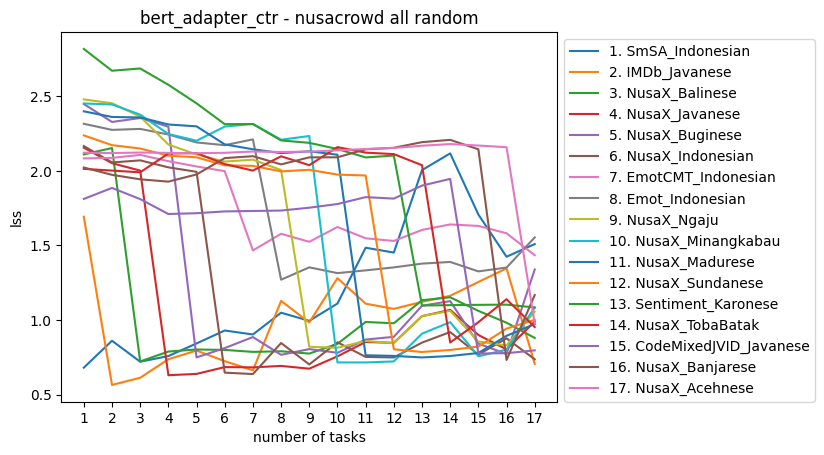 bert_adapter_ctr - nusacrowd all random
lss
2.5
2.0
1.5
1.0
0.5
1 2 3 4 5 6 7 8 9 10 11 12 13 14 15 16 17
number of tasks
1. SmSA_Indonesian
2. IMDb_Javanese
3. NusaX_Balinese
4. NusaX_Javanese
5. NusaX_Buginese
6. NusaX_Indonesian
7. EmotCMT_Indonesian
8. Emot_Indonesian
9. NusaX_Ngaju
10. NusaX_Minangkabau
11. NusaX_Madurese
12. NusaX_Sundanese
13. Sentiment_Karonese
14. NusaX_TobaBatak
15. CodeMixedJVID_Javanese
16. NusaX_Banjarese
17. NusaX_Acehnese